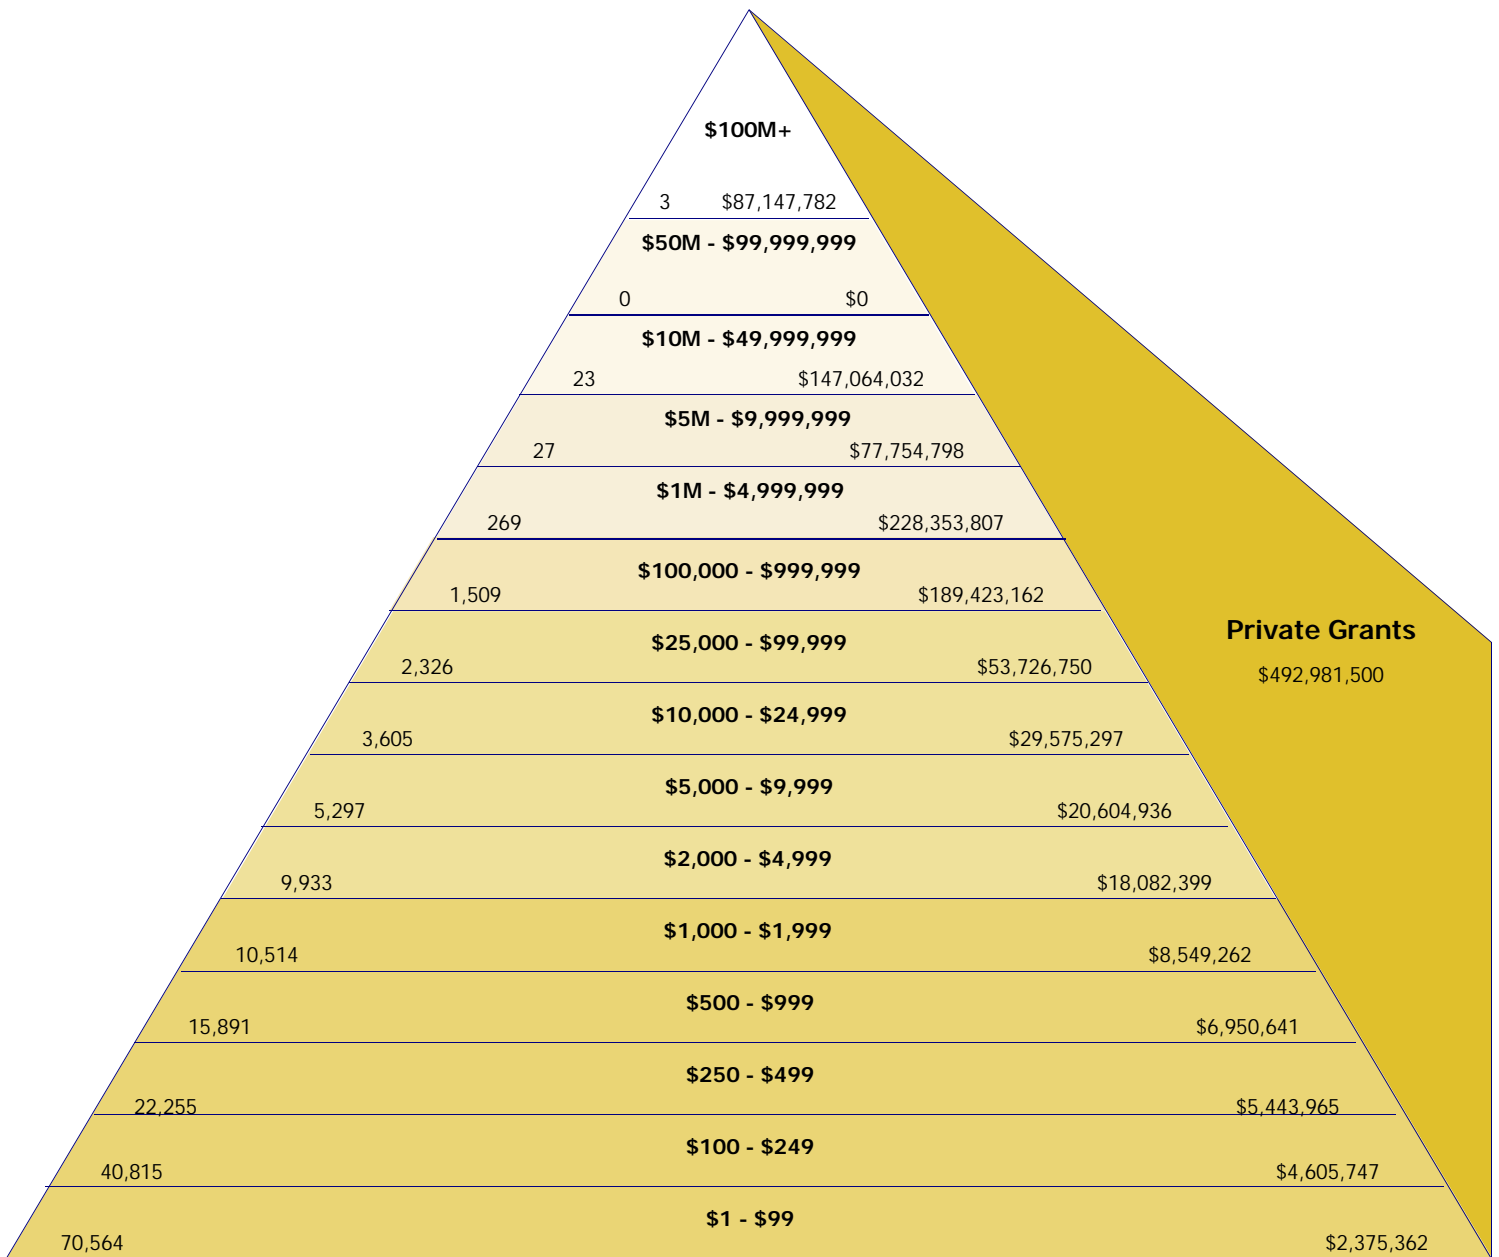 $100M+
3 $87,147,782
$50M - $99,999,999
0 $0
$10M - $49,999,999
23 $147,064,032
$5M - $9,999,999
27 $77,754,798
$1M - $4,999,999
269 $228,353,807
$100,000 - $999,999
1,509 $189,423,162
Private Grants
$25,000 - $99,999
2,326 $53,726,750
$492,981,500
$10,000 - $24,999
3,605 $29,575,297
$5,000 - $9,999
5,297 $20,604,936
$2,000 - $4,999
9,933 $18,082,399
$1,000 - $1,999
10,514 $8,549,262
$500 - $999
15,891 $6,950,641
$250 - $499
22,255 $5,443,965
$100 - $249
40,815 $4,605,747
$1 - $99
70,564 $2,375,362